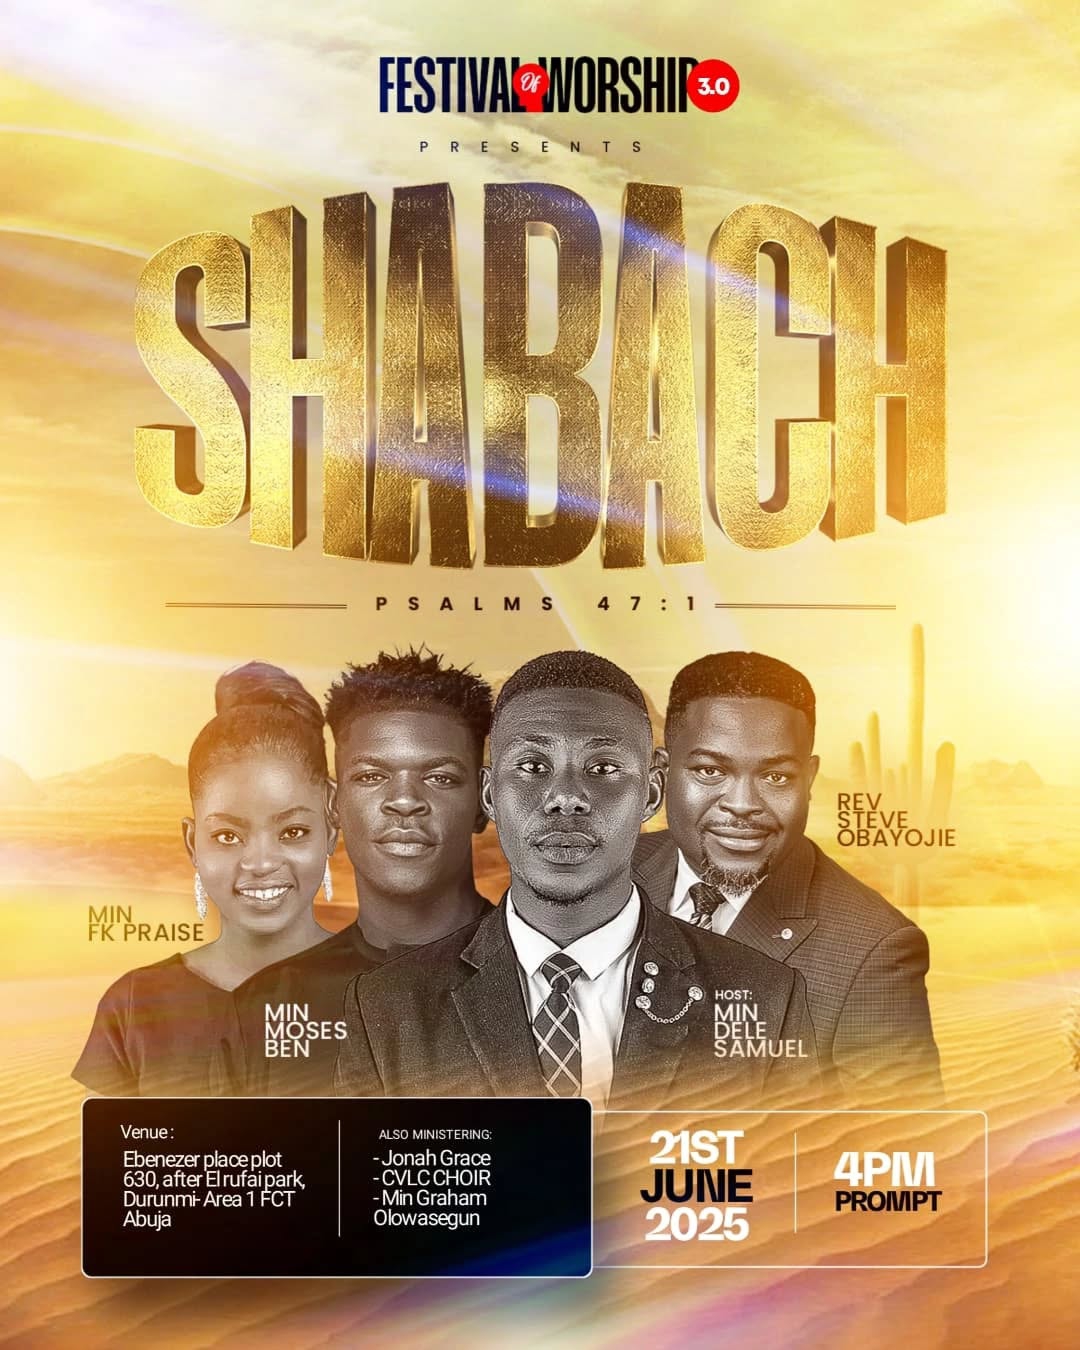 FESTIVAL Of WORSHIP 3.0
PRESENTS
SHABACH
PSALMS 47:1
REV
STEVE
OBAYOJIE
MIN
FK PRAISE
MIN
MOSES
BEN
HOST:
MIN
DELE
SAMUEL
Venue :
Ebenezer place plot
630, after El rufai park,
Durunmi- Area 1 FCT
Abuja
ALSO MINISTERING:
- Jonah Grace
- CVLC CHOIR
- Min Graham
Olowasegun
21ST
JUNE
2025
4PM
PROMPT